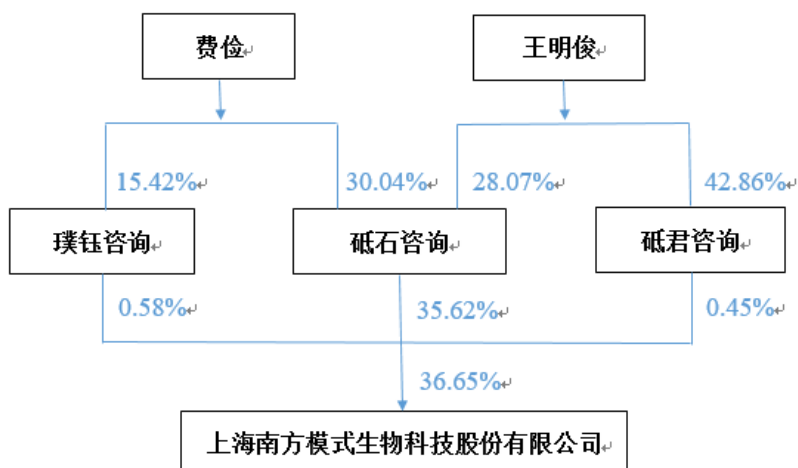 费俭
王明俊
15.42%
30.04%
28.07%
42.86%
璞钰咨询
砥石咨询
砥君咨询
0.58%
35.62%
0.45%
36.65%
上海南方模式生物科技股份有限公司